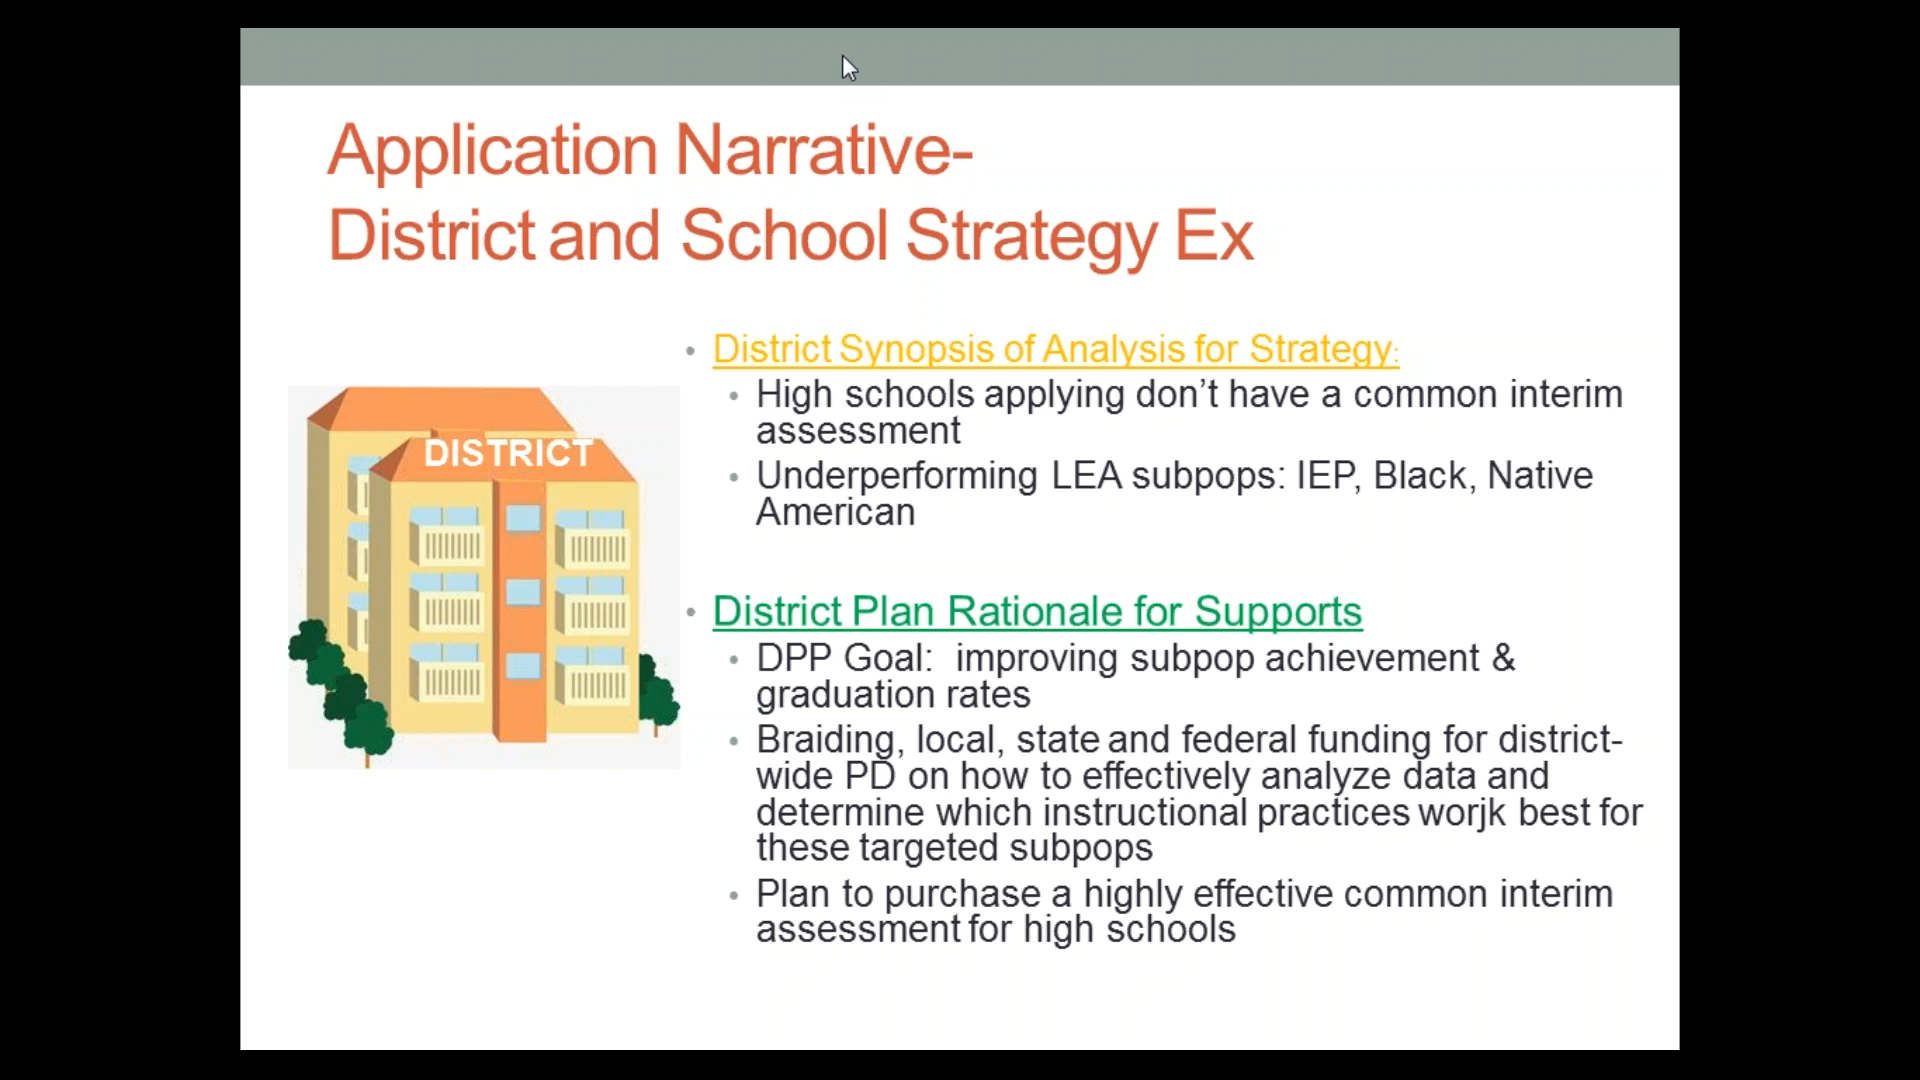 Application Narrative-
District and School Strategy Ex
DISTRICT
• District Synopsis of Analysis for Strategy:
• High schools applying don’t have a common interim
assessment
• Underperforming LEA subpops: IEP, Black, Native
American
• District Plan Rationale for Supports
• DPP Goal:  improving subpop achievement &
graduation rates
• Braiding, local, state and federal funding for district-
wide PD on how to effectively analyze data and
determine which instructional practices worjk best for
these targeted subpops
• Plan to purchase a highly effective common interim
assessment for high schools